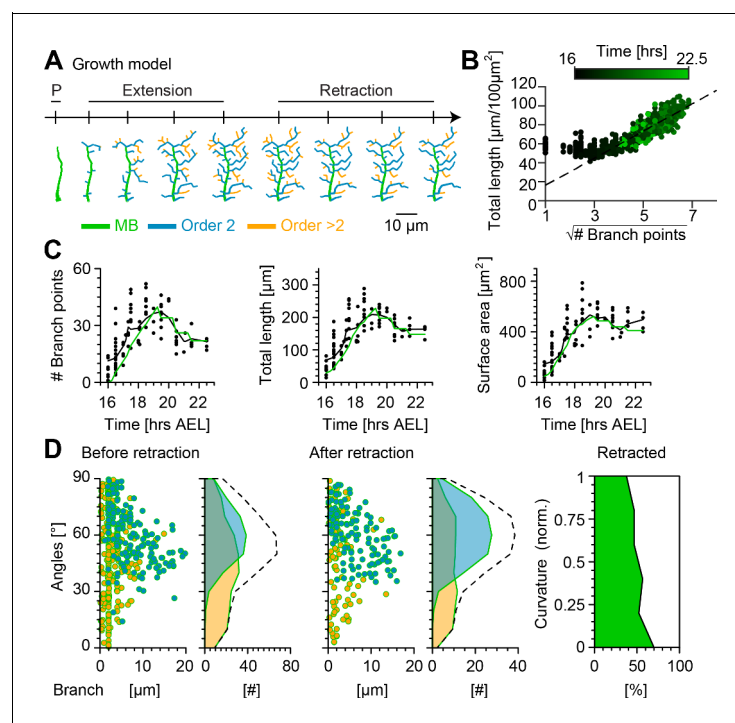 A Growth model
P Extension Retraction
MB Order 2 Order >2 10 µm
B
Time [hrs]
16 22.5
Total length [µm/100µm²]
120
100
80
60
40
20
0
1 3 5 7
√# Branch points
C
# Branch points
60
30
0
16 18 20 22
Time [hrs AEL]
Total length [µm]
300
200
100
0
16 18 20 22
Time [hrs AEL]
Surface area [µm²]
800
400
0
16 18 20 22
Time [hrs AEL]
D
Before retraction After retraction Retracted
Angles [°]
90
60
30
0
0 10 20
0 40 80
0 10 20
0 20 40
Curvature (norm.)
1
0.75
0.5
0.25
0
0 50 100
Branch [µm] [#] [µm] [#] [%]